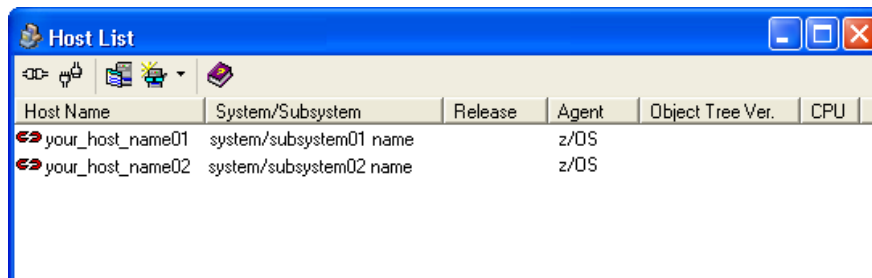 Host List
Host Name System/Subsystem Release Agent Object Tree Ver. CPU
your_host_name01 system/subsystem01 name z/OS
your_host_name02 system/subsystem02 name z/OS